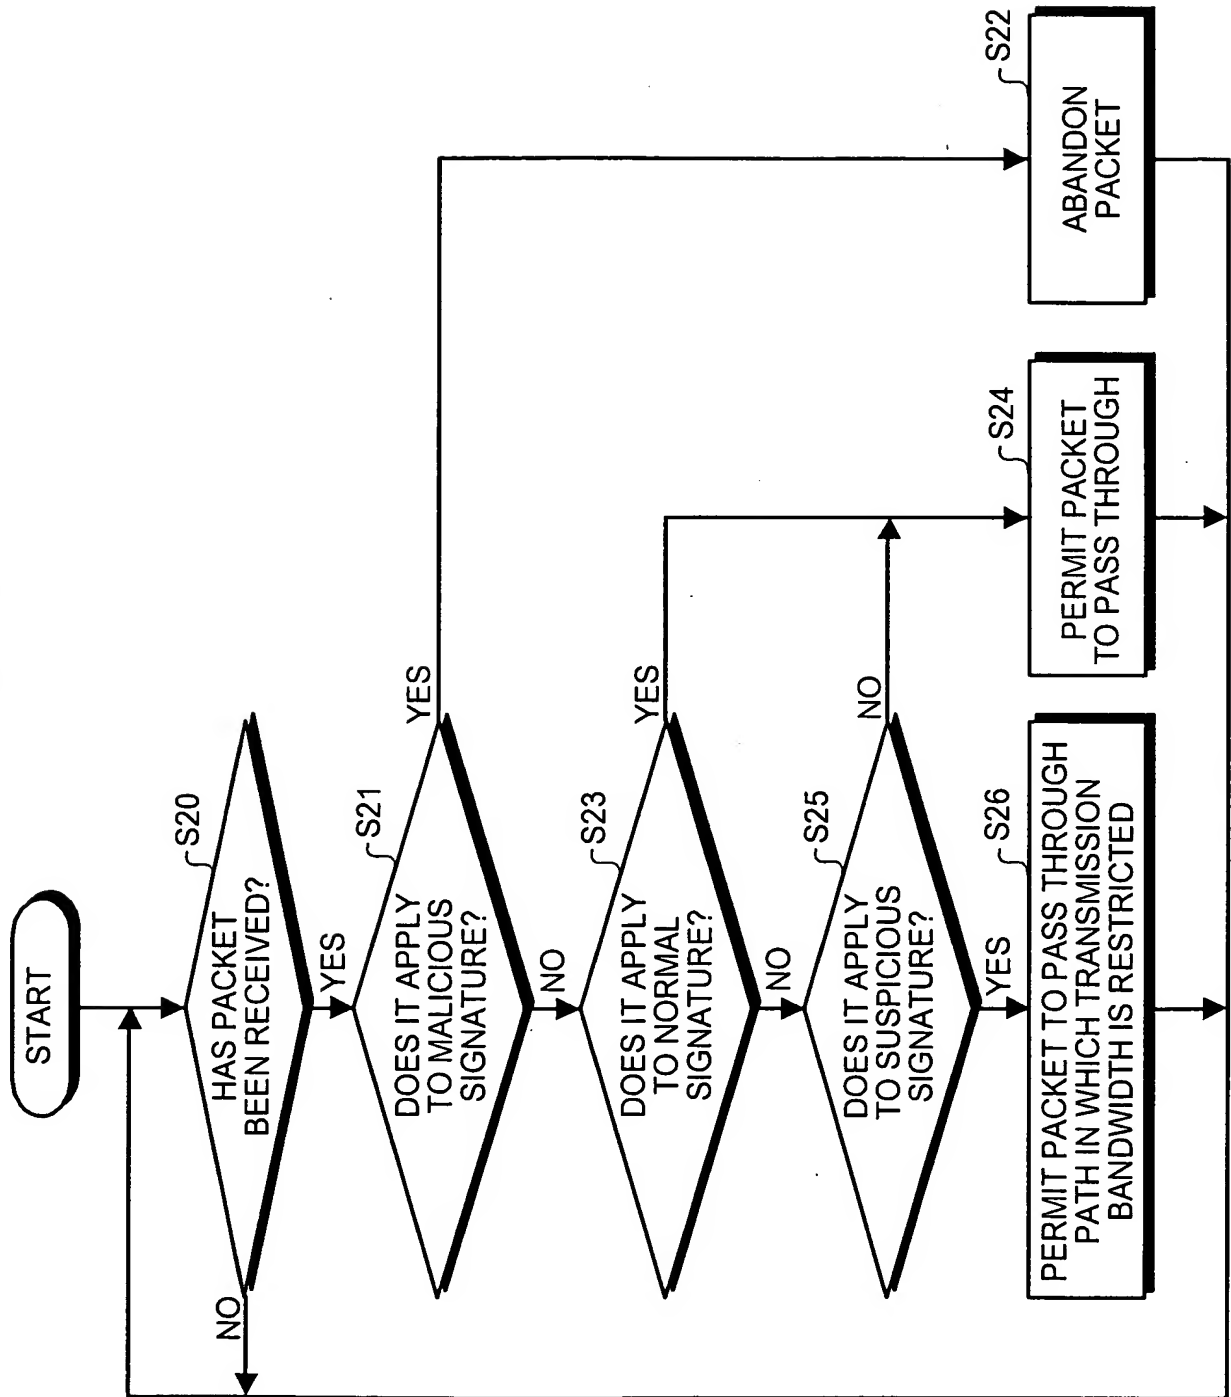 START
S20
HAS PACKET
BEEN RECEIVED?
NO
YES
S21
DOES IT APPLY
TO MALICIOUS
SIGNATURE?
YES
NO
S23
DOES IT APPLY
TO NORMAL
SIGNATURE?
YES
NO
S25
DOES IT APPLY
TO SUSPICIOUS
SIGNATURE?
NO
YES
S26
PERMIT PACKET TO PASS THROUGH
PATH IN WHICH TRANSMISSION
BANDWIDTH IS RESTRICTED
S24
PERMIT PACKET
TO PASS THROUGH
S22
ABANDON
PACKET